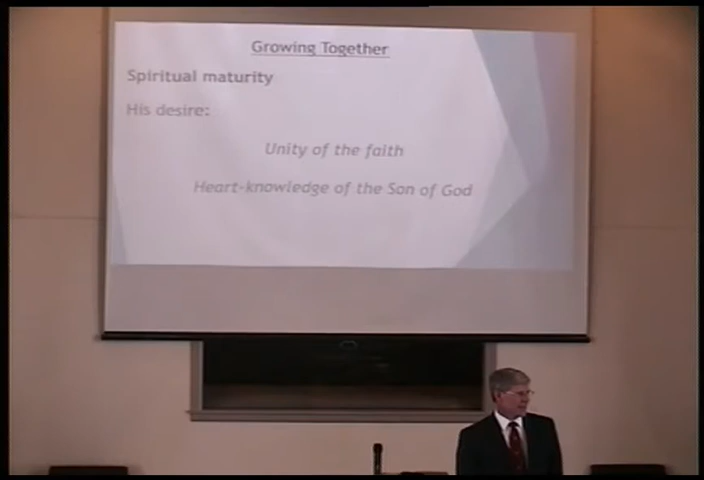 Growing Together
Spiritual maturity
His desire:
Unity of the faith
Heart-knowledge of the Son of God